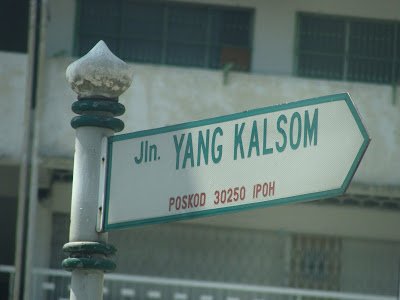 Jln. YANG KALSOM
POSKOD 30250 IPOH